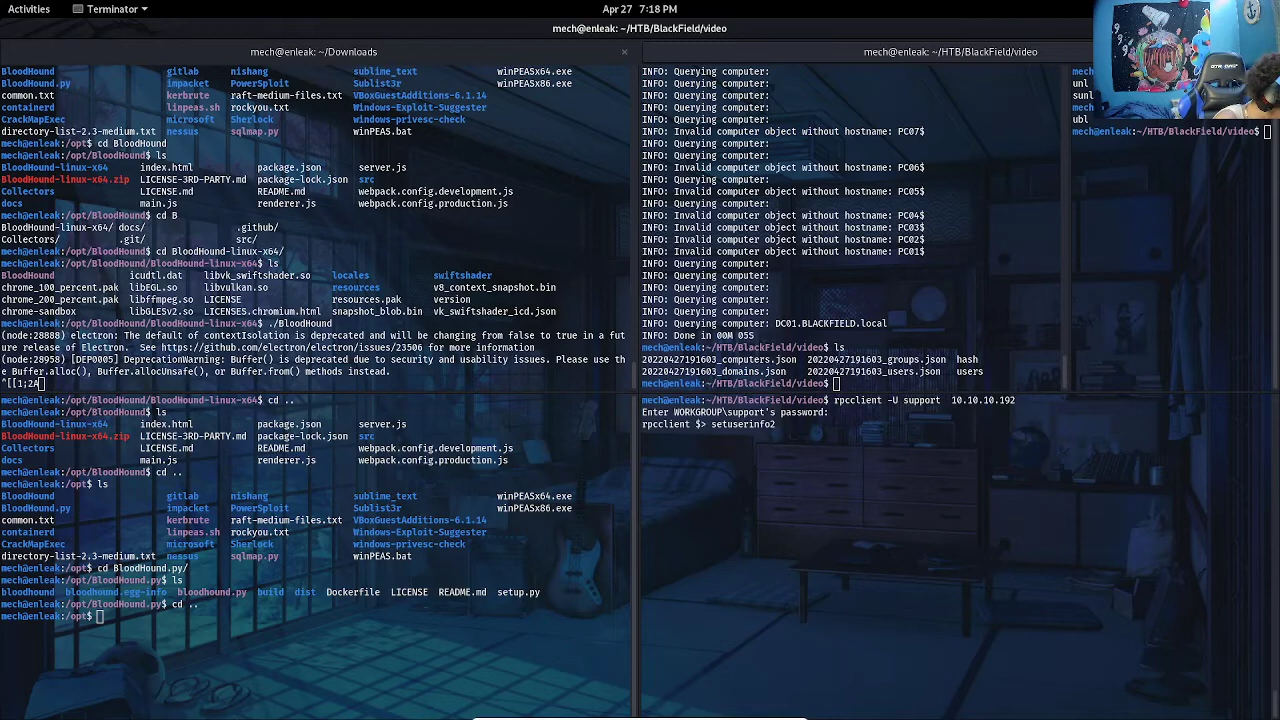 Activities Terminator Apr 27 7:18 PM
mech@enleak: ~/HTB/BlackField/video
mech@enleak: ~/Downloads
BloodHound gitlab nishang sublime_text winPEASx64.exe
BloodHound.py impacket PowerSploit Sublist3r winPEASx86.exe
common.txt kerbrute raft-medium-files.txt VBoxGuestAdditions-6.1.14
containerd linpeas.sh rockyou.txt Windows-Exploit-Suggester
CrackMapExec microsoft Sherlock windows-privesc-check
directory-list-2.3-medium.txt nessus sqlmap.py winPEAS.bat
mech@enleak:/opt$ cd BloodHound
mech@enleak:/opt/BloodHound$ ls
BloodHound-linux-x64 index.html package.json server.js
BloodHound-linux-x64.zip LICENSE-3RD-PARTY.md package-lock.json src
Collectors LICENSE.md README.md webpack.config.development.js
docs main.js renderer.js webpack.config.production.js
mech@enleak:/opt/BloodHound$ cd B
BloodHound-linux-x64/ docs/ .github/
Collectors/ .git/ src/
mech@enleak:/opt/BloodHound$ cd BloodHound-linux-x64/
mech@enleak:/opt/BloodHound/BloodHound-linux-x64$ ls
BloodHound icudtl.dat libvk_swiftshader.so locales swiftshader
chrome_100_percent.pak libEGL.so libvulkan.so resources v8_context_snapshot.bin
chrome_200_percent.pak libffmpeg.so LICENSE resources.pak version
chrome-sandbox libGLESv2.so LICENSES.chromium.html snapshot_blob.bin vk_swiftshader_icd.json
mech@enleak:/opt/BloodHound/BloodHound-linux-x64$ ./BloodHound
(node:28888) electron: The default of contextIsolation is deprecated and will be changing from false to true in a fut
ure release of Electron.  See https://github.com/electron/electron/issues/23506 for more information
(node:28958) [DEP0005] DeprecationWarning: Buffer() is deprecated due to security and usability issues. Please use th
e Buffer.alloc(), Buffer.allocUnsafe(), or Buffer.from() methods instead.
^[[1;2A
mech@enleak:/opt/BloodHound/BloodHound-linux-x64$ cd ..
mech@enleak:/opt/BloodHound$ ls
BloodHound-linux-x64 index.html package.json server.js
BloodHound-linux-x64.zip LICENSE-3RD-PARTY.md package-lock.json src
Collectors LICENSE.md README.md webpack.config.development.js
docs main.js renderer.js webpack.config.production.js
mech@enleak:/opt/BloodHound$ cd ..
mech@enleak:/opt$ ls
BloodHound gitlab nishang sublime_text winPEASx64.exe
BloodHound.py impacket PowerSploit Sublist3r winPEASx86.exe
common.txt kerbrute raft-medium-files.txt VBoxGuestAdditions-6.1.14
containerd linpeas.sh rockyou.txt Windows-Exploit-Suggester
CrackMapExec microsoft Sherlock windows-privesc-check
directory-list-2.3-medium.txt nessus sqlmap.py winPEAS.bat
mech@enleak:/opt$ cd BloodHound.py/
mech@enleak:/opt/BloodHound.py$ ls
bloodhound bloodhound.egg-info bloodhound.py build dist Dockerfile LICENSE README.md setup.py
mech@enleak:/opt/BloodHound.py$ cd ..
mech@enleak:/opt$
mech@enleak: ~/HTB/BlackField/video
INFO: Querying computer:
INFO: Querying computer:
INFO: Querying computer:
INFO: Querying computer:
INFO: Querying computer:
INFO: Invalid computer object without hostname: PC07$
INFO: Querying computer:
INFO: Querying computer:
INFO: Invalid computer object without hostname: PC06$
INFO: Querying computer:
INFO: Invalid computer object without hostname: PC05$
INFO: Querying computer:
INFO: Invalid computer object without hostname: PC04$
INFO: Invalid computer object without hostname: PC03$
INFO: Invalid computer object without hostname: PC02$
INFO: Invalid computer object without hostname: PC01$
INFO: Querying computer:
INFO: Querying computer:
INFO: Querying computer:
INFO: Querying computer:
INFO: Querying computer:
INFO: Querying computer: DC01.BLACKFIELD.local
INFO: Done in 00M 05S
mech@enleak:~/HTB/BlackField/video$ ls
20220427191603_computers.json 20220427191603_groups.json hash
20220427191603_domains.json 20220427191603_users.json users
mech@enleak:~/HTB/BlackField/video$
mech@enleak:~/HTB/BlackField/video$ rpcclient -U support  10.10.10.192
Enter WORKGROUP\support's password:
rpcclient $> setuserinfo2
unl
sunl
ubl
mech@enleak:~/HTB/BlackField/video$